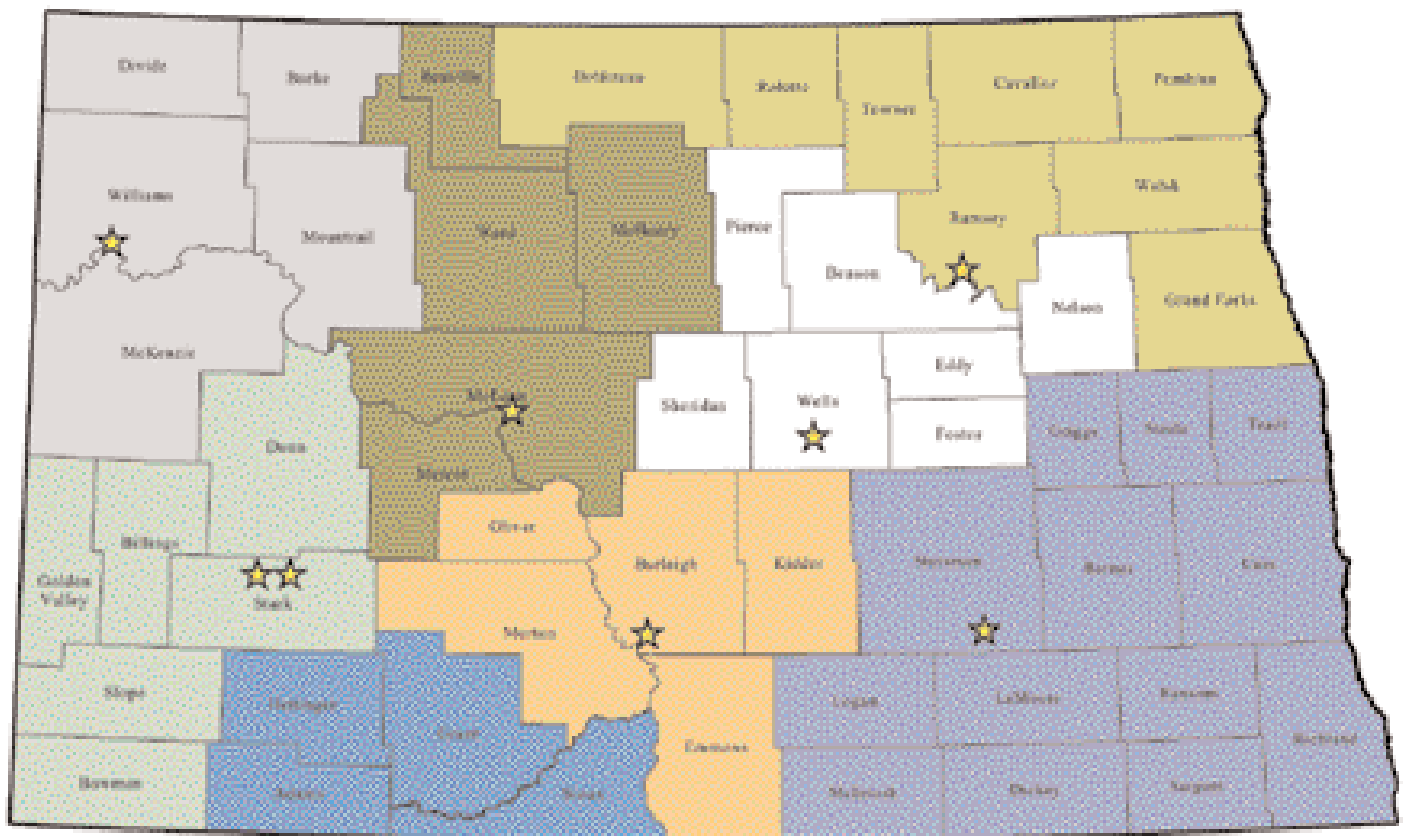 Divide
Burke
Renville
Bottineau
Rolette
Towner
Cavalier
Pembina
Williams
Mountrail
Ward
McHenry
Pierce
Benson
Ramsey
Walsh
Nelson
Grand Forks
McKenzie
Dunn
McLean
Mercer
Sheridan
Wells
Eddy
Foster
Griggs
Steele
Traill
Golden
Valley
Billings
Stark
Oliver
Burleigh
Kidder
Stutsman
Barnes
Cass
Morton
Slope
Hettinger
Grant
Emmons
Logan
LaMoure
Ransom
Richland
Bowman
Adams
Sioux
McIntosh
Dickey
Sargent